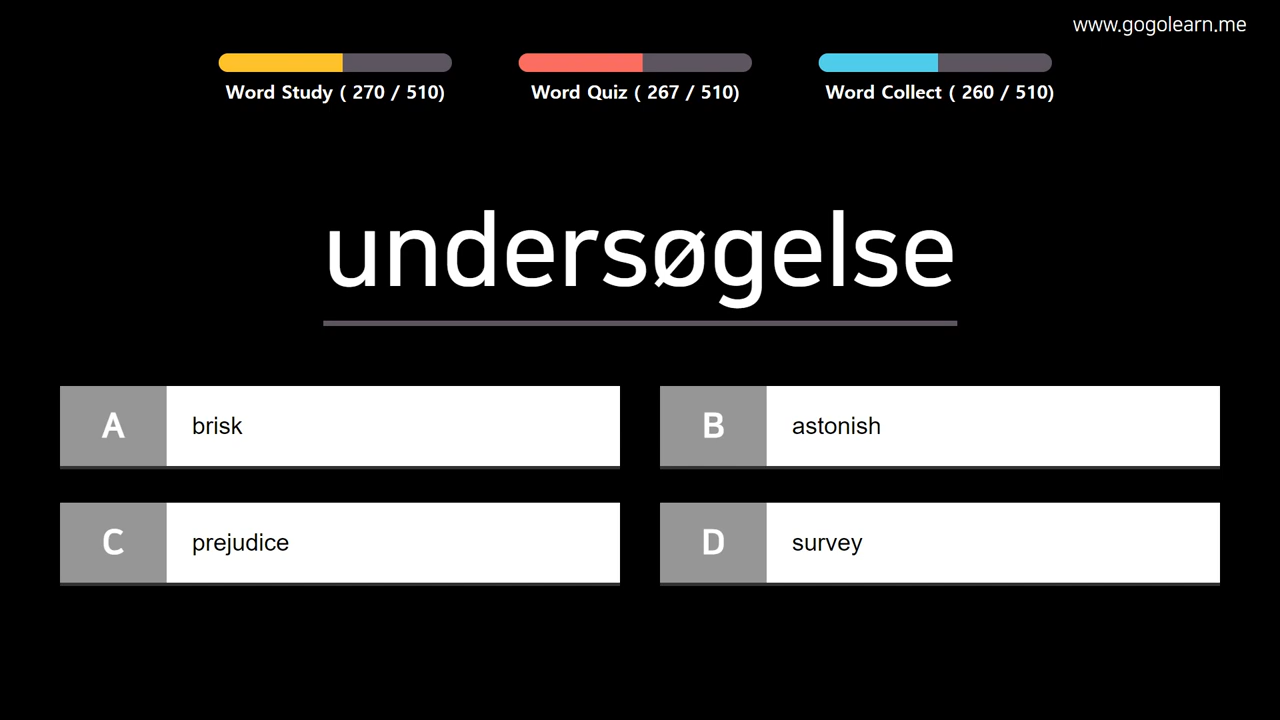 www.gogolearn.me
Word Study ( 270 / 510)
Word Quiz ( 267 / 510)
Word Collect ( 260 / 510)
undersøgelse
A brisk
B astonish
C prejudice
D survey